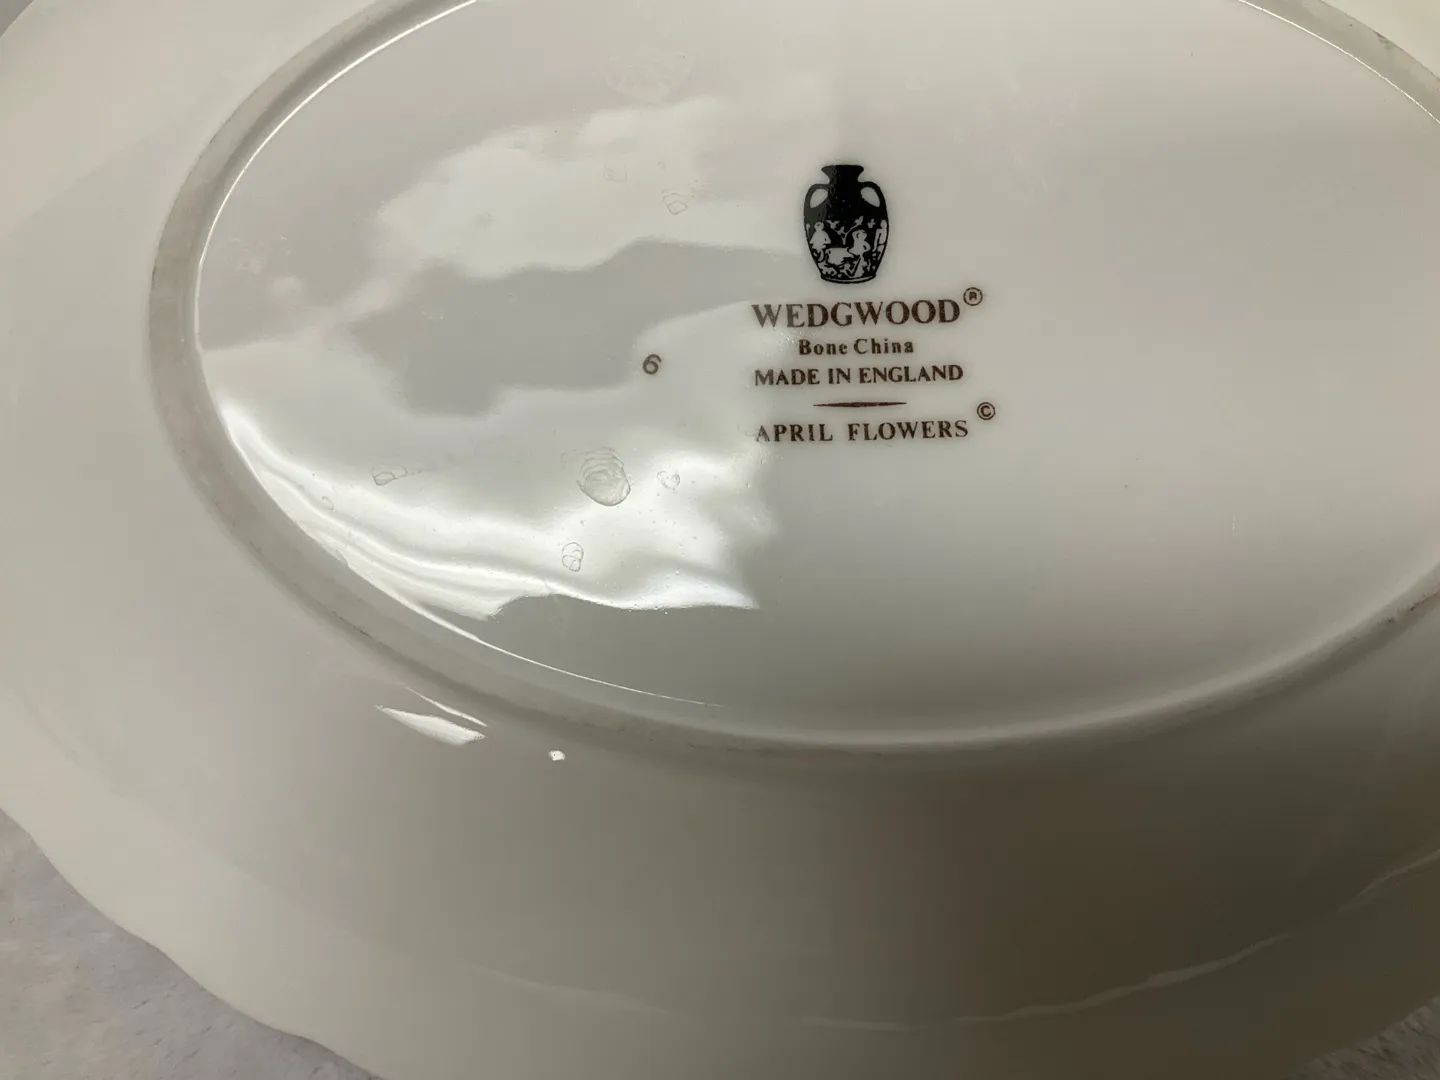 WEDGWOOD®
Bone China
6
MADE IN ENGLAND
APRIL FLOWERS©